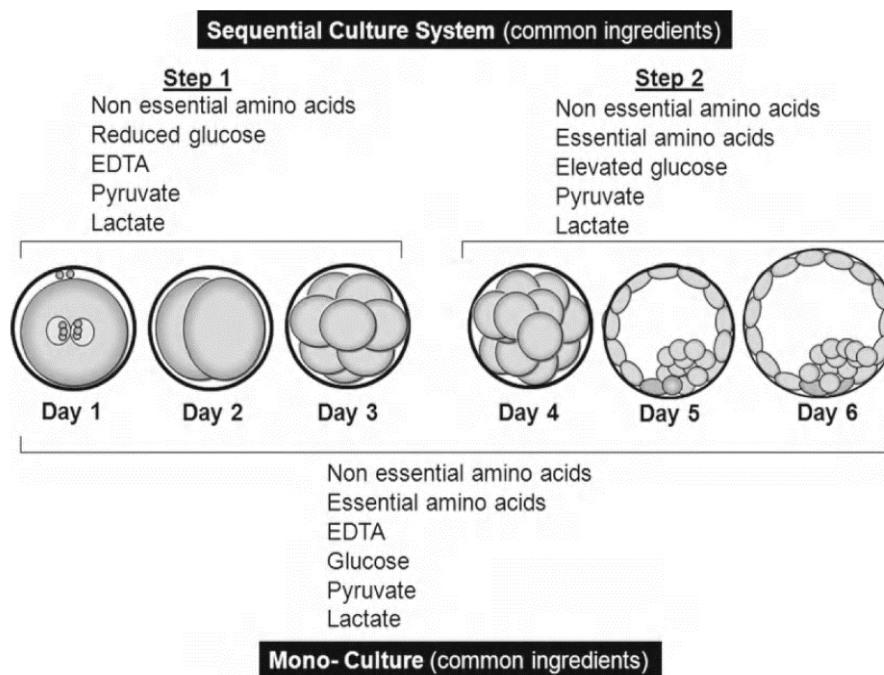 Sequential Culture System (common ingredients)
Step 1
Non essential amino acids
Reduced glucose
EDTA
Pyruvate
Lactate
Step 2
Non essential amino acids
Essential amino acids
Elevated glucose
Pyruvate
Lactate
Day 1
Day 2
Day 3
Day 4
Day 5
Day 6
Non essential amino acids
Essential amino acids
EDTA
Glucose
Pyruvate
Lactate
Mono- Culture (common ingredients)